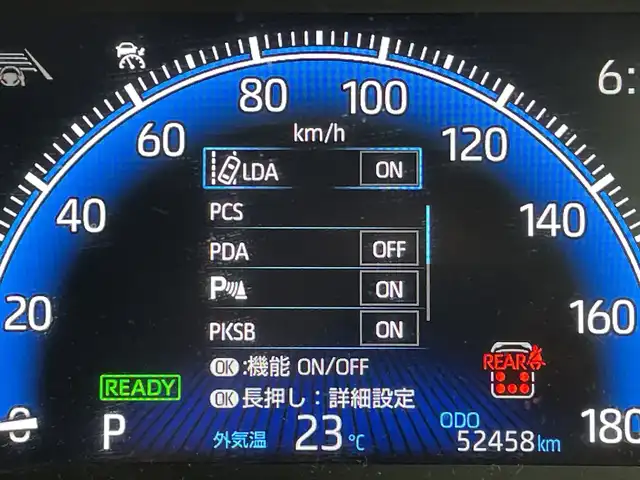 6:
80
100
km/h
60
120
LDA ON
PCS
40
140
PDA OFF
P ON
20
160
PKSB ON
REAR
OK:機能 ON/OFF
READY
OK 長押し:詳細設定
0
P
外気温 23℃
ODO
52458km
180